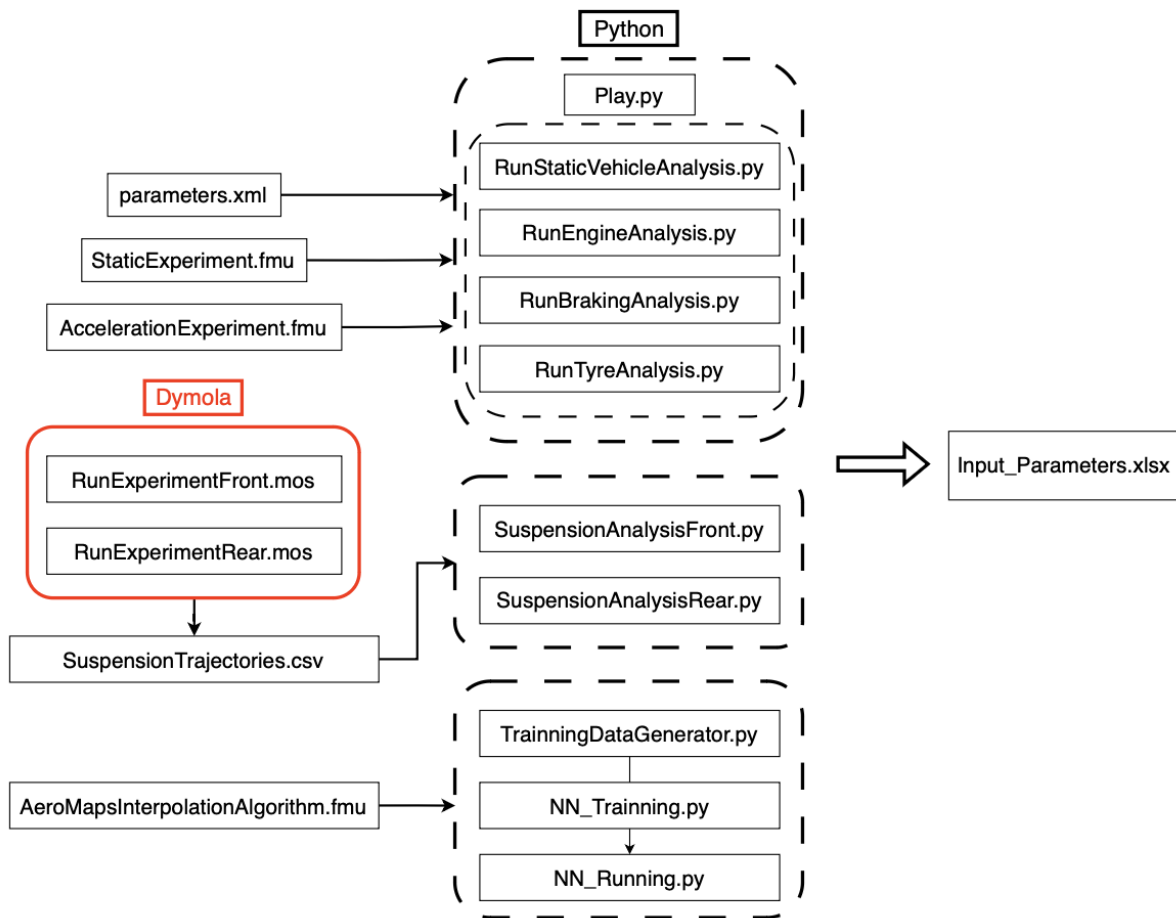 Python
Play.py
RunStaticVehicleAnalysis.py
RunEngineAnalysis.py
RunBrakingAnalysis.py
RunTyreAnalysis.py
parameters.xml
StaticExperiment.fmu
AccelerationExperiment.fmu
Dymola
RunExperimentFront.mos
RunExperimentRear.mos
SuspensionTrajectories.csv
SuspensionAnalysisFront.py
SuspensionAnalysisRear.py
AeroMapsInterpolationAlgorithm.fmu
TrainningDataGenerator.py
NN_Trainning.py
NN_Running.py
Input_Parameters.xlsx